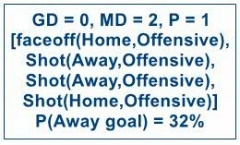 GD = 0, MD = 2, P = 1
[faceoff(Home,Offensive),
Shot(Away,Offensive),
Shot(Away,Offensive),
Shot(Home,Offensive)]
P(Away goal) = 32%